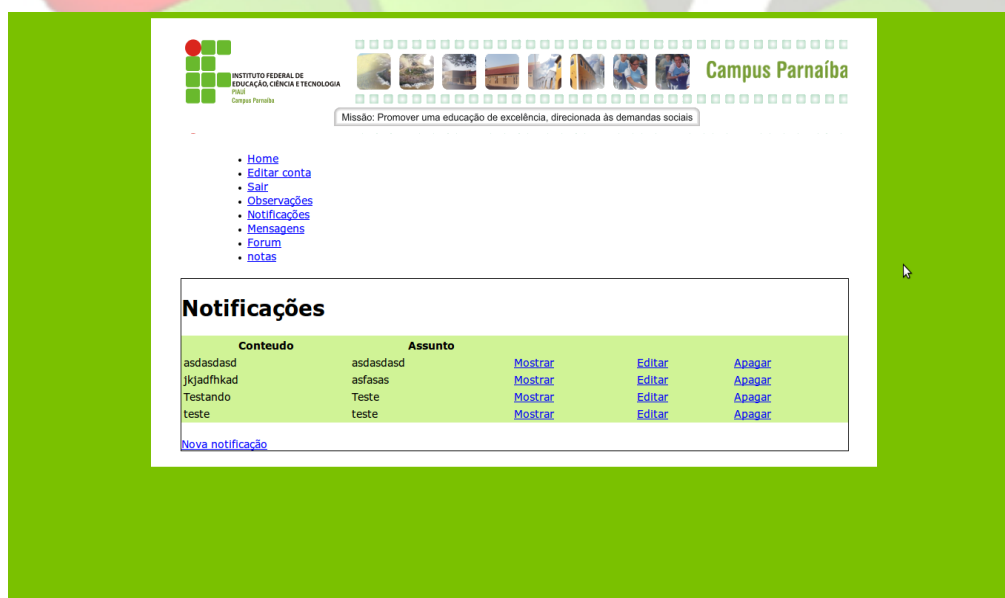 INSTITUTO FEDERAL DE
EDUCAÇÃO, CIÊNCIA E TECNOLOGIA
PIAUÍ
Campus Parnaíba
Campus Parnaíba
Missão: Promover uma educação de excelência, direcionada às demandas sociais
Home
Editar conta
Sair
Observações
Notificações
Mensagens
Forum
notas
Notificações
Conteudo Assunto
asdasdasd asdasdasd Mostrar Editar Apagar
jkjadfhkad asfasas Mostrar Editar Apagar
Testando Teste Mostrar Editar Apagar
teste teste Mostrar Editar Apagar
Nova notificação